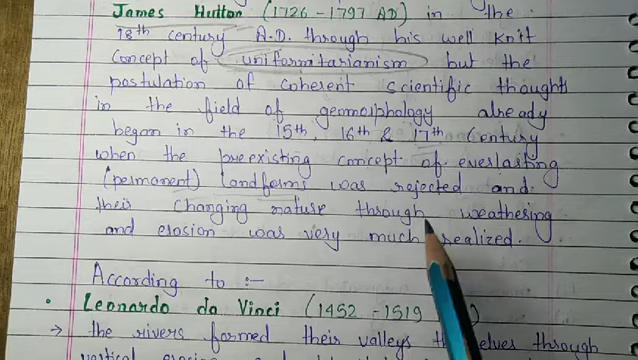 James Hutton (1726-1797 AD) in the
18th century A.D. through his well knit
concept of uniformitarianism but the
postulation of coherent scientific thoughts
in the field of geomorphology already
began in the 15th, 16th & 17th century
when the preexisting concept of everlasting
(permanent) landforms was rejected and
their changing nature through weathering
and erosion was very much realized.
According to :-
• Leonardo da Vinci (1452-1519
→ the rivers formed their valleys through
vertical erosion